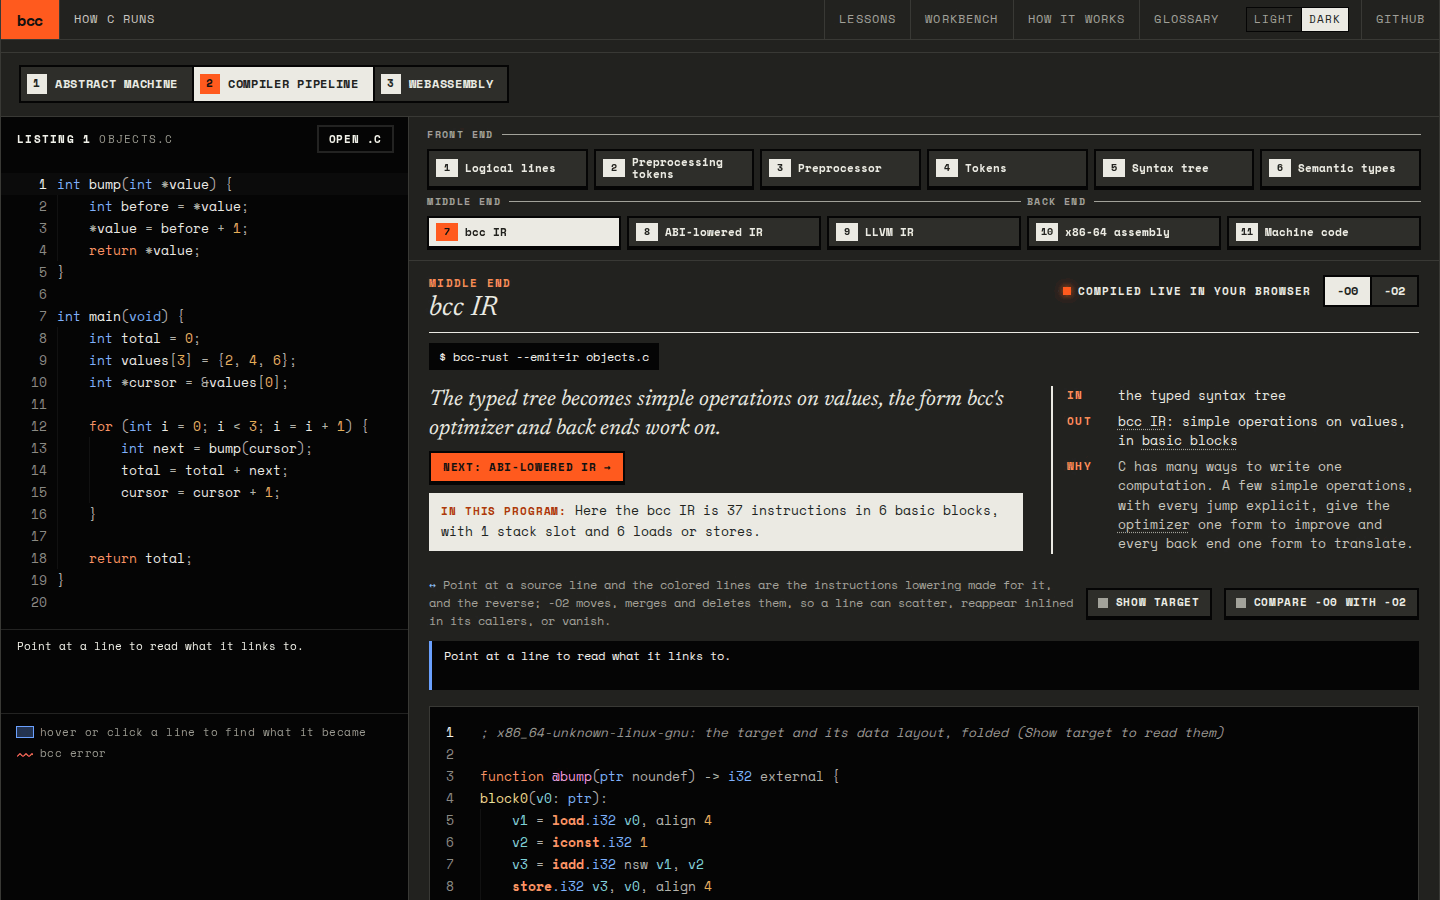 bcc HOW C RUNS LESSONS WORKBENCH HOW IT WORKS GLOSSARY LIGHT DARK GITHUB
1 ABSTRACT MACHINE 2 COMPILER PIPELINE 3 WEBASSEMBLY
LISTING 1 OBJECTS.C OPEN .C
1 int bump(int *value) {
2 int before = *value;
3 *value = before + 1;
4 return *value;
5 }
6
7 int main(void) {
8 int total = 0;
9 int values[3] = {2, 4, 6};
10 int *cursor = &values[0];
11
12 for (int i = 0; i < 3; i = i + 1) {
13 int next = bump(cursor);
14 total = total + next;
15 cursor = cursor + 1;
16 }
17
18 return total;
19 }
20
Point at a line to read what it links to.
hover or click a line to find what it became
bcc error
FRONT END
1 Logical lines 2 Preprocessing tokens 3 Preprocessor 4 Tokens 5 Syntax tree 6 Semantic types
MIDDLE END BACK END
7 bcc IR 8 ABI-lowered IR 9 LLVM IR 10 x86-64 assembly 11 Machine code
MIDDLE END
bcc IR
COMPILED LIVE IN YOUR BROWSER -O0 -O2
$ bcc-rust --emit=ir objects.c
The typed tree becomes simple operations on values, the form bcc's
optimizer and back ends work on.
NEXT: ABI-LOWERED IR →
IN THIS PROGRAM: Here the bcc IR is 37 instructions in 6 basic blocks,
with 1 stack slot and 6 loads or stores.
IN the typed syntax tree
OUT bcc IR: simple operations on values,
in basic blocks
WHY C has many ways to write one
computation. A few simple operations,
with every jump explicit, give the
optimizer one form to improve and
every back end one form to translate.
↔ Point at a source line and the colored lines are the instructions lowering made for it,
and the reverse; -O2 moves, merges and deletes them, so a line can scatter, reappear inlined
in its callers, or vanish.
SHOW TARGET COMPARE -O0 WITH -O2
Point at a line to read what it links to.
1 ; x86_64-unknown-linux-gnu: the target and its data layout, folded (Show target to read them)
2
3 function @bump(ptr noundef) -> i32 external {
4 block0(v0: ptr):
5 v1 = load.i32 v0, align 4
6 v2 = iconst.i32 1
7 v3 = iadd.i32 nsw v1, v2
8 store.i32 v3, v0, align 4